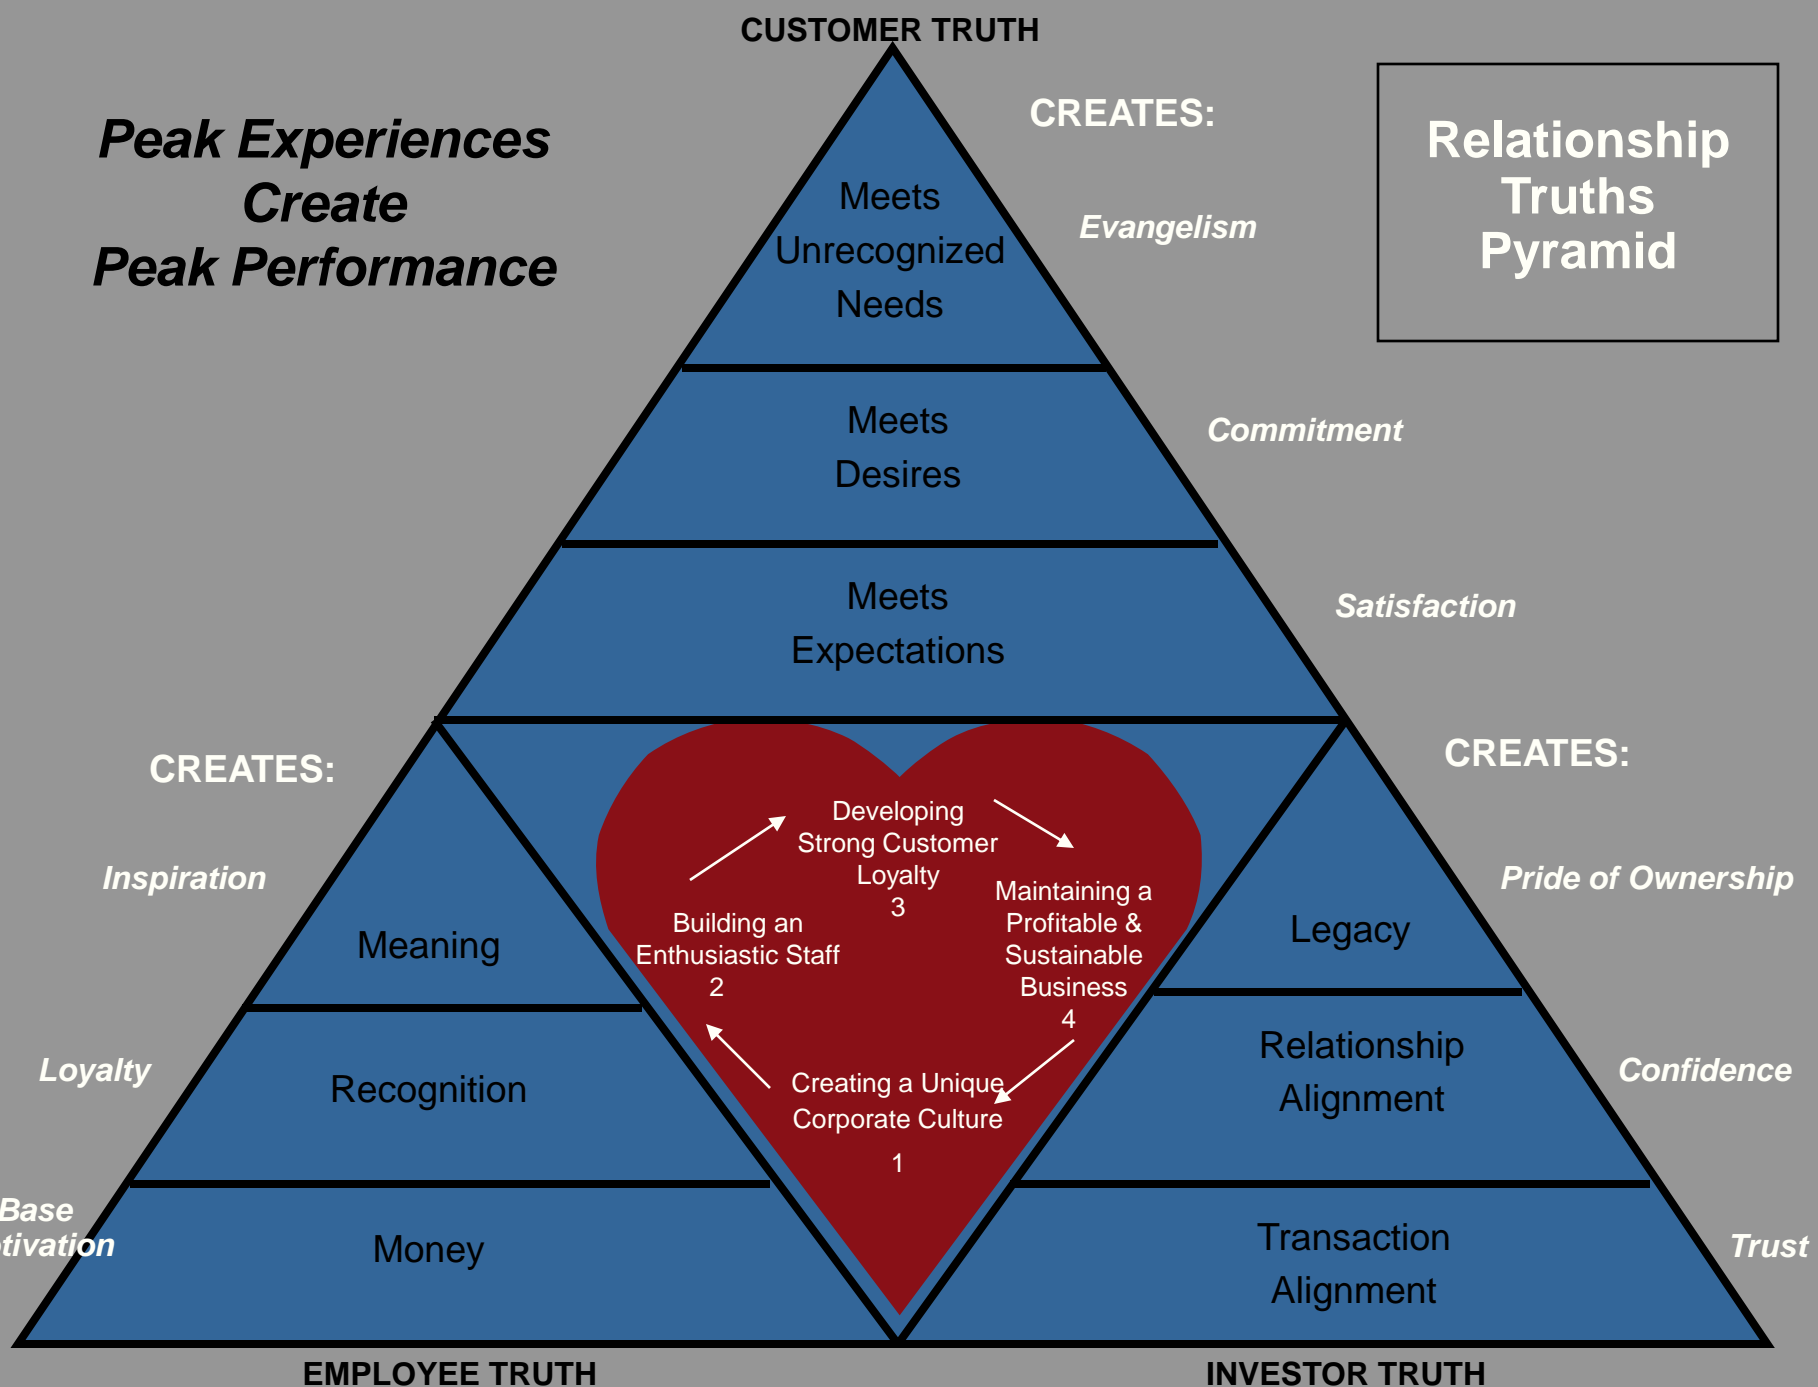 CUSTOMER TRUTH
Peak Experiences
Create
Peak Performance
CREATES:
Relationship
Truths
Pyramid
Meets
Unrecognized
Needs
Evangelism
Meets
Desires
Commitment
Meets
Expectations
Satisfaction
CREATES:
Inspiration
Meaning
Loyalty
Recognition
Base
Money
Developing
Strong Customer
Loyalty
3
Building an
Enthusiastic Staff
2
Maintaining a
Profitable &
Sustainable
Business
4
Creating a Unique
Corporate Culture
1
CREATES:
Pride of Ownership
Legacy
Relationship
Alignment
Confidence
Transaction
Alignment
Trust
EMPLOYEE TRUTH
INVESTOR TRUTH